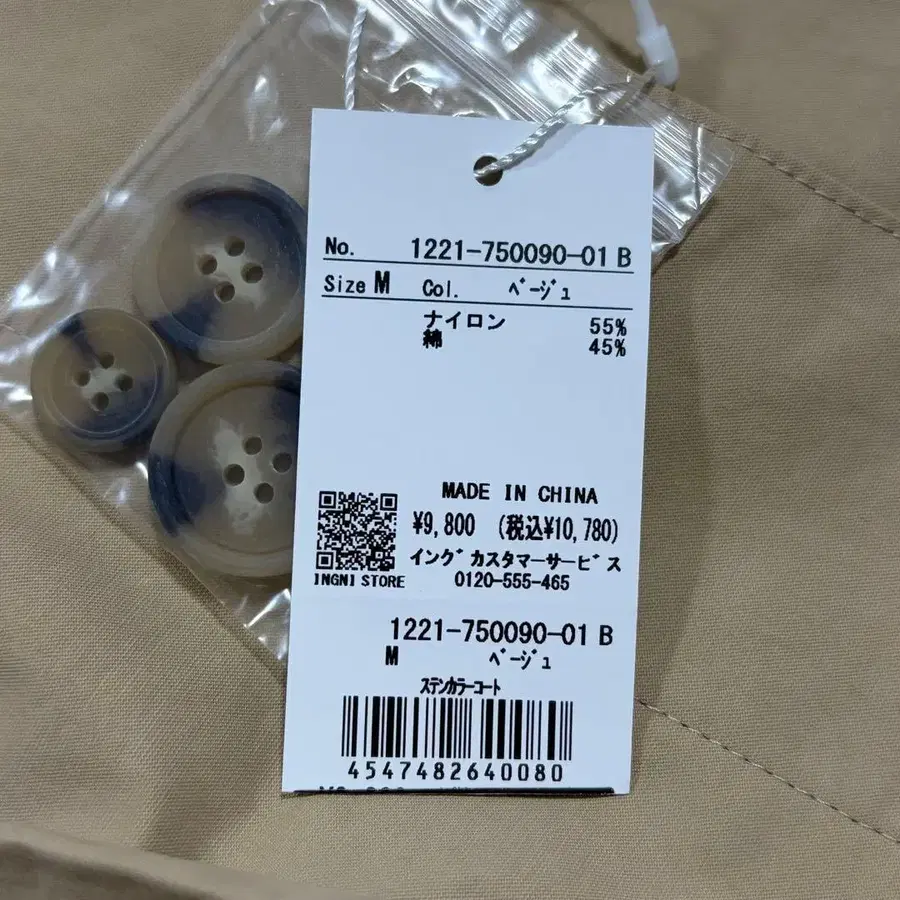 No. 1221-750090-01 B
Size M Col. ベージュ
ナイロン 55%
綿 45%
MADE IN CHINA
¥9,800 (税込¥10,780)
イング カスタマーサービス
0120-555-465
INGNI STORE
1221-750090-01 B
M ベージュ
ステンカラーコート
4547482640080